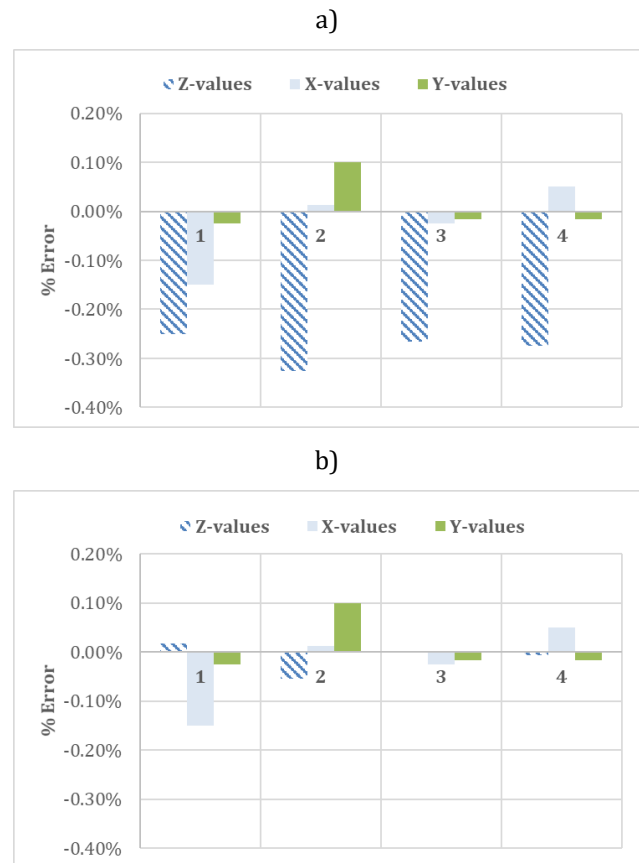 a)
Z-values X-values Y-values
0.20%
0.10%
0.00%
1 2 3 4
-0.10%
-0.20%
-0.30%
-0.40%
% Error
b)
Z-values X-values Y-values
0.20%
0.10%
0.00%
1 2 3 4
-0.10%
-0.20%
-0.30%
-0.40%
% Error